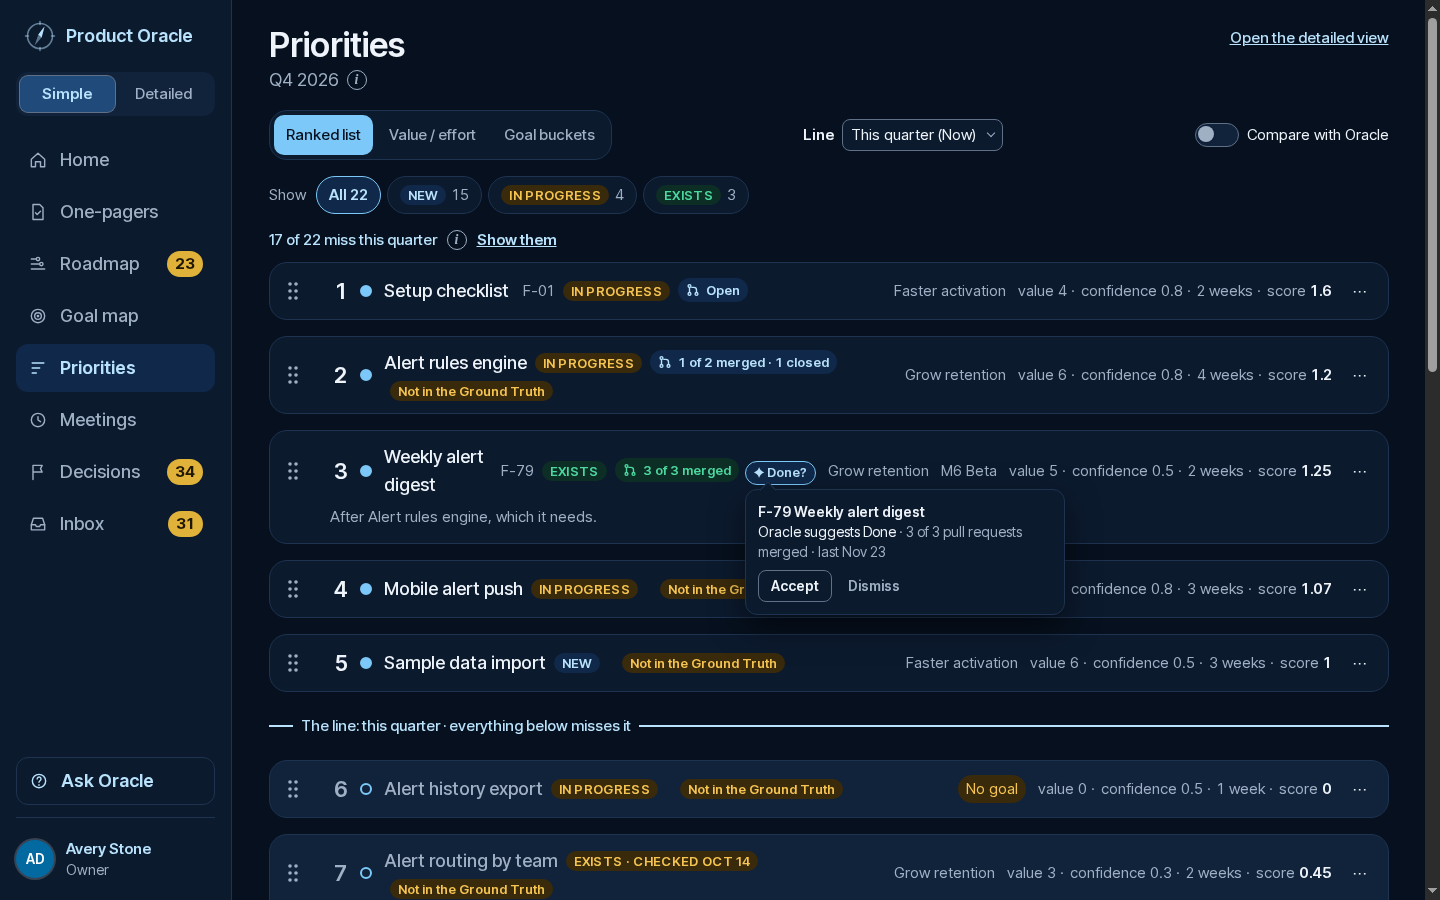 Product Oracle
Simple
Detailed
Home
One-pagers
Roadmap 23
Goal map
Priorities
Meetings
Decisions 34
Inbox 31
Ask Oracle
AD
Avery Stone
Owner
Priorities
Open the detailed view
Q4 2026 i
Ranked list
Value / effort
Goal buckets
Line This quarter (Now)
Compare with Oracle
Show All 22 NEW 15 IN PROGRESS 4 EXISTS 3
17 of 22 miss this quarter i Show them
1 Setup checklist F-01 IN PROGRESS Open Faster activation value 4 · confidence 0.8 · 2 weeks · score 1.6 ···
2 Alert rules engine IN PROGRESS 1 of 2 merged · 1 closed
Not in the Ground Truth
Grow retention value 6 · confidence 0.8 · 4 weeks · score 1.2 ···
3 Weekly alert digest F-79 EXISTS 3 of 3 merged ✦ Done? Grow retention M6 Beta value 5 · confidence 0.5 · 2 weeks · score 1.25 ···
After Alert rules engine, which it needs.
F-79 Weekly alert digest
Oracle suggests Done · 3 of 3 pull requests
merged · last Nov 23
Accept Dismiss
4 Mobile alert push IN PROGRESS Not in the Gr confidence 0.8 · 3 weeks · score 1.07 ···
5 Sample data import NEW Not in the Ground Truth Faster activation value 6 · confidence 0.5 · 3 weeks · score 1 ···
The line: this quarter · everything below misses it
6 Alert history export IN PROGRESS Not in the Ground Truth No goal value 0 · confidence 0.5 · 1 week · score 0 ···
7 Alert routing by team EXISTS · CHECKED OCT 14
Not in the Ground Truth
Grow retention value 3 · confidence 0.3 · 2 weeks · score 0.45 ···